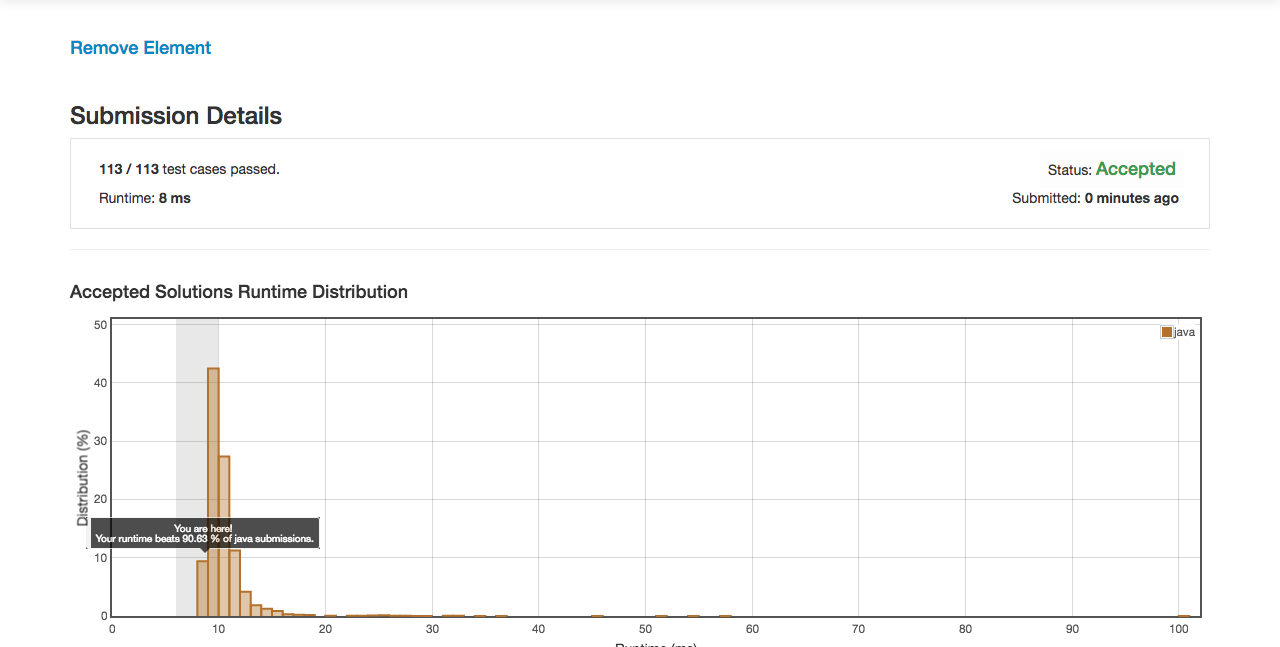 Remove Element
Submission Details
113 / 113 test cases passed.
Status: Accepted
Runtime: 8 ms
Submitted: 0 minutes ago
Accepted Solutions Runtime Distribution
java
50
40
30
20
10
0
Distribution (%)
You are here!
Your runtime beats 90.63 % of java submissions.
0 10 20 30 40 50 60 70 80 90 100
Runtime (ms)